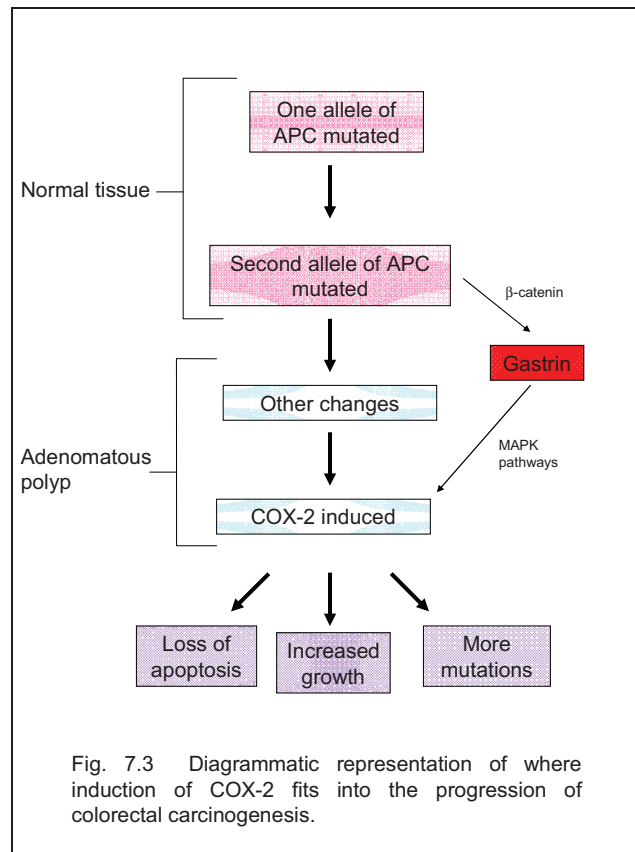 One allele of
APC mutated
Normal tissue
Second allele of APC
mutated
β-catenin
Gastrin
Other changes
Adenomatous
polyp
MAPK
pathways
COX-2 induced
Loss of
apoptosis
Increased
growth
More
mutations
Fig. 7.3 Diagrammatic representation of where
induction of COX-2 fits into the progression of
colorectal carcinogenesis.